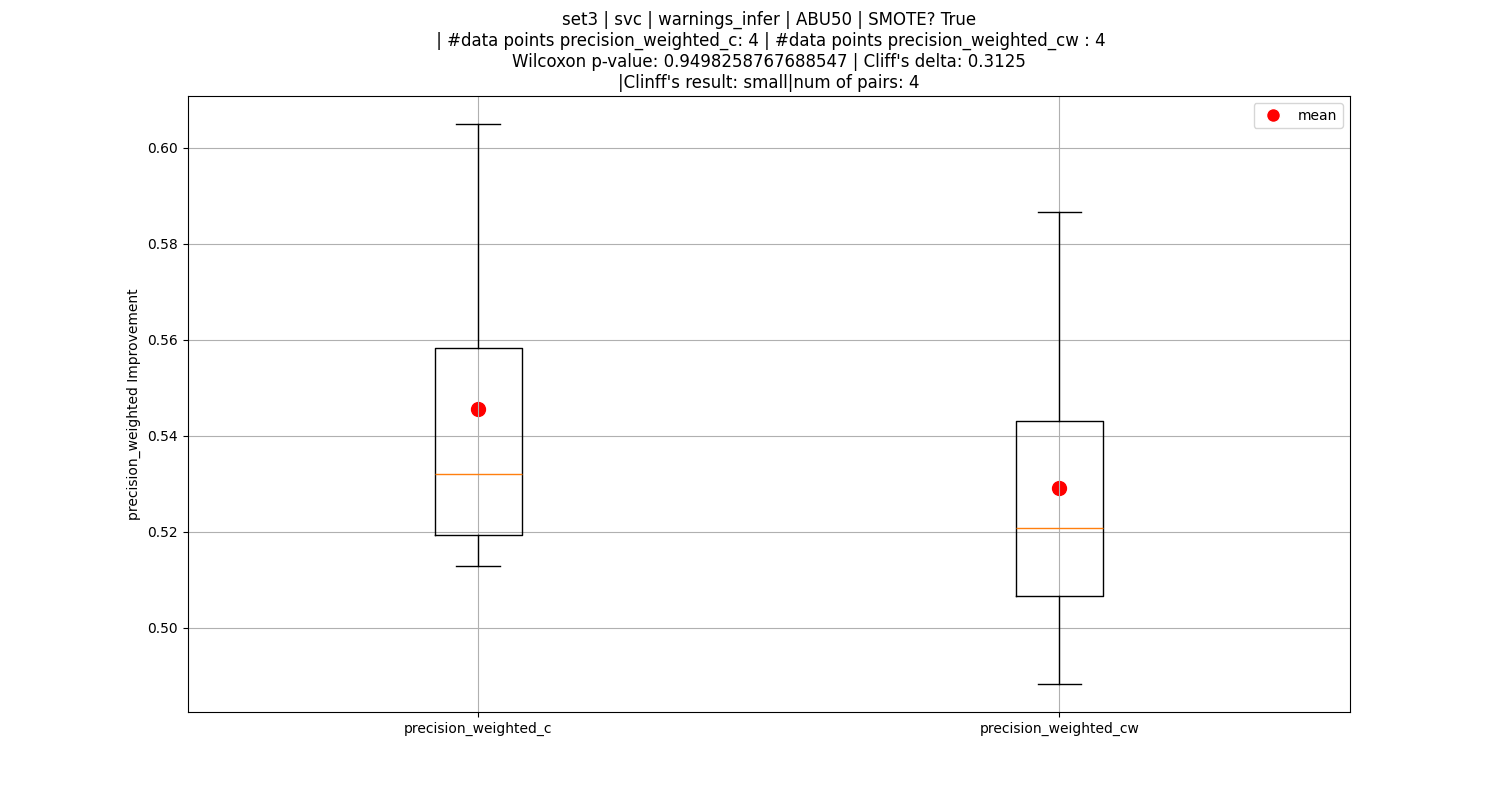 set3 | svc | warnings_infer | ABU50 | SMOTE? True
| #data points precision_weighted_c: 4 | #data points precision_weighted_cw : 4
Wilcoxon p-value: 0.9498258767688547 | Cliff's delta: 0.3125
|Clinff's result: small|num of pairs: 4
mean
0.60
0.58
0.56
0.54
0.52
0.50
precision_weighted Improvement
precision_weighted_c
precision_weighted_cw